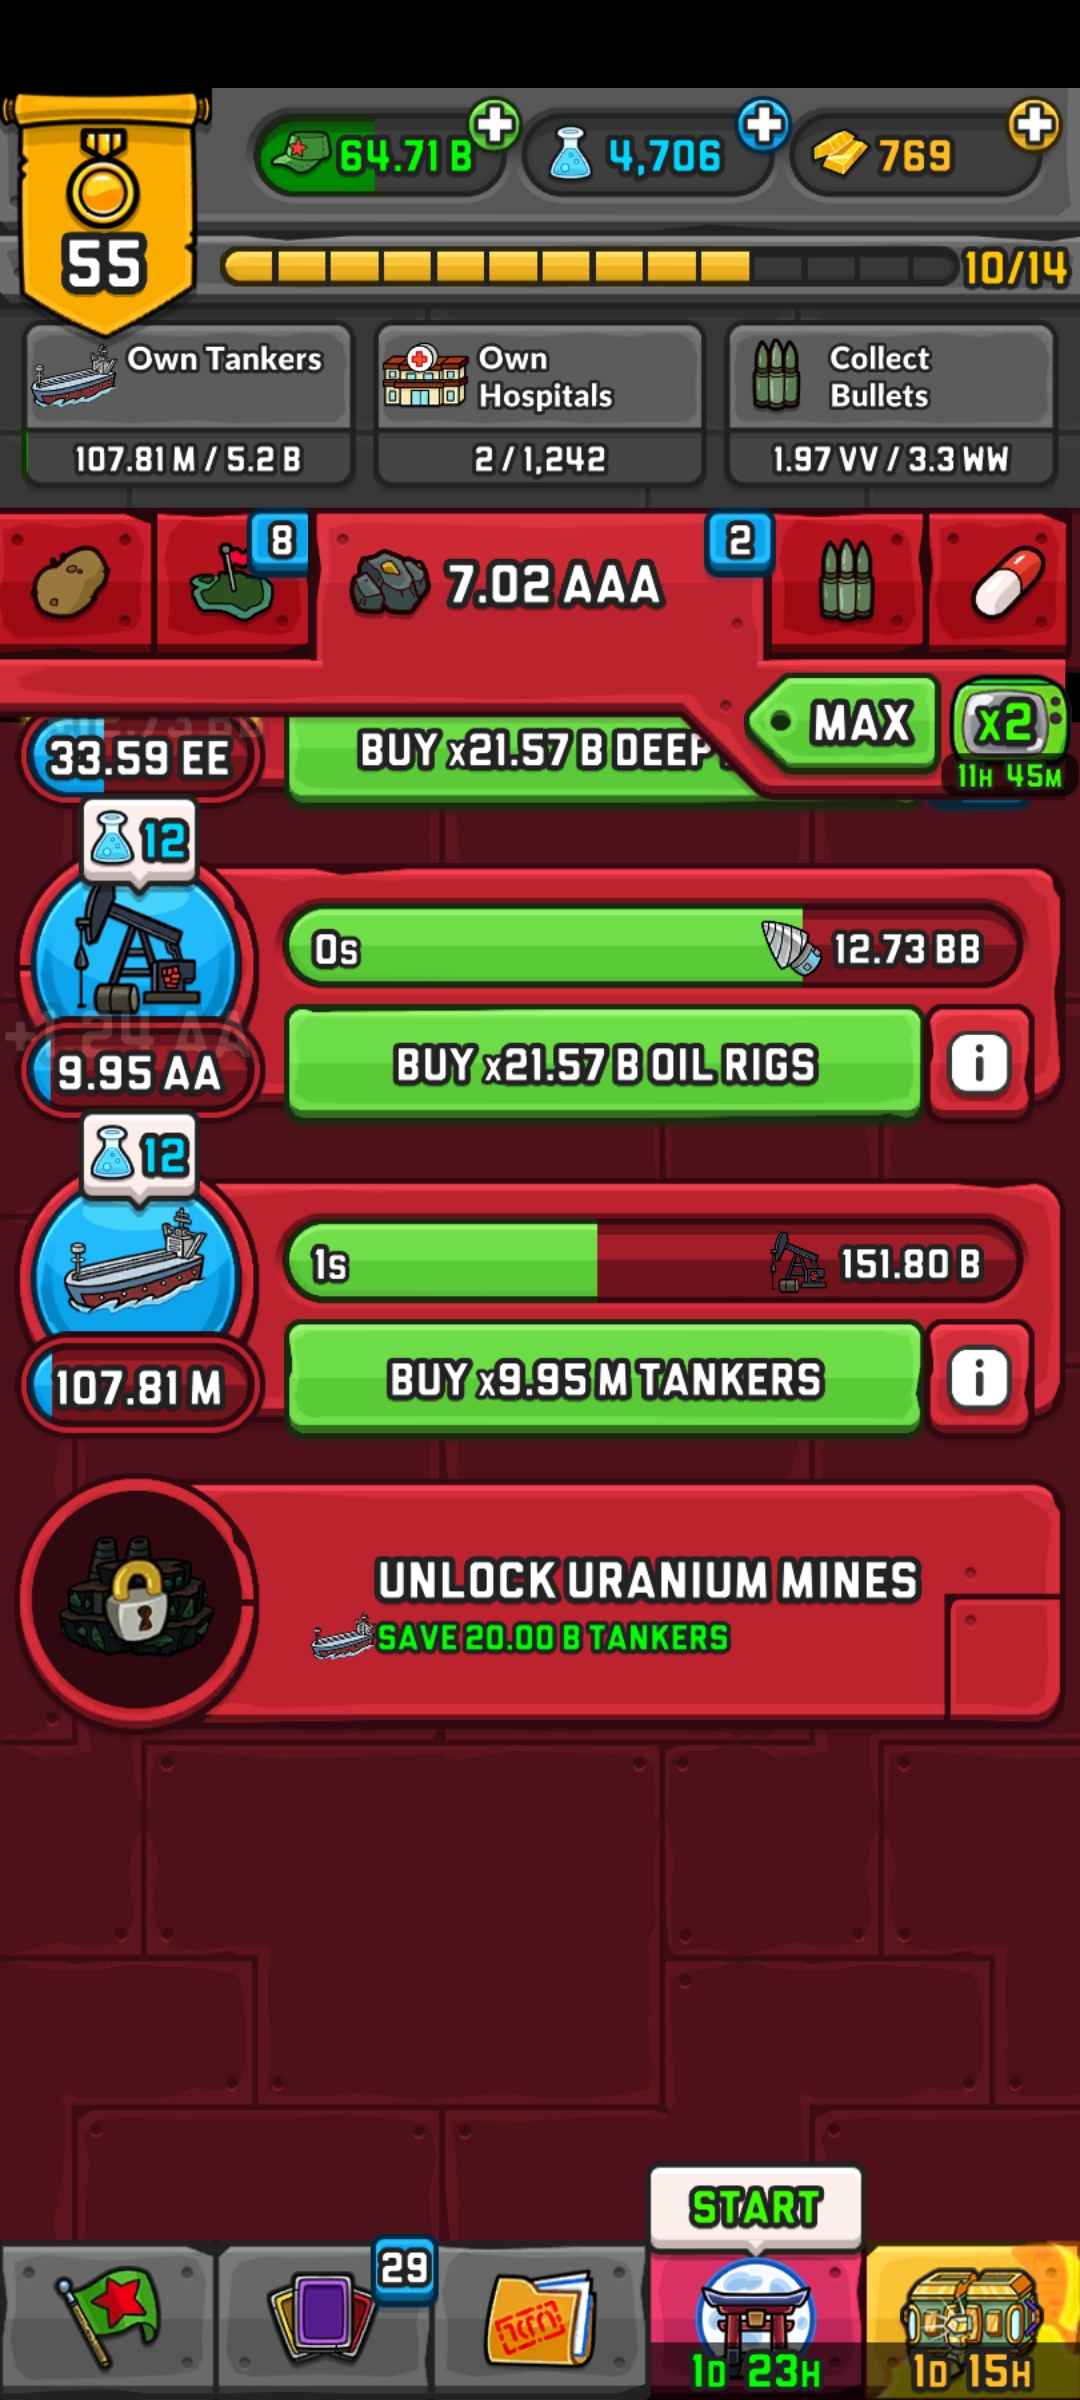 64.71 B
4,706
769
55
10/14
Own Tankers
107.81 M / 5.2 B
Own
Hospitals
2 / 1,242
Collect
Bullets
1.97 VV / 3.3 WW
8
7.02 AAA
2
MAX
x2
11H 45M
33.59 EE
BUY x21.57 B DEEP
12
0s
12.73 BB
+1.24 AA
9.95 AA
BUY x21.57 B OIL RIGS
i
12
1s
151.80 B
107.81 M
BUY x9.95 M TANKERS
i
UNLOCK URANIUM MINES
SAVE 20.00 B TANKERS
START
29
1D 23H
1D 15H